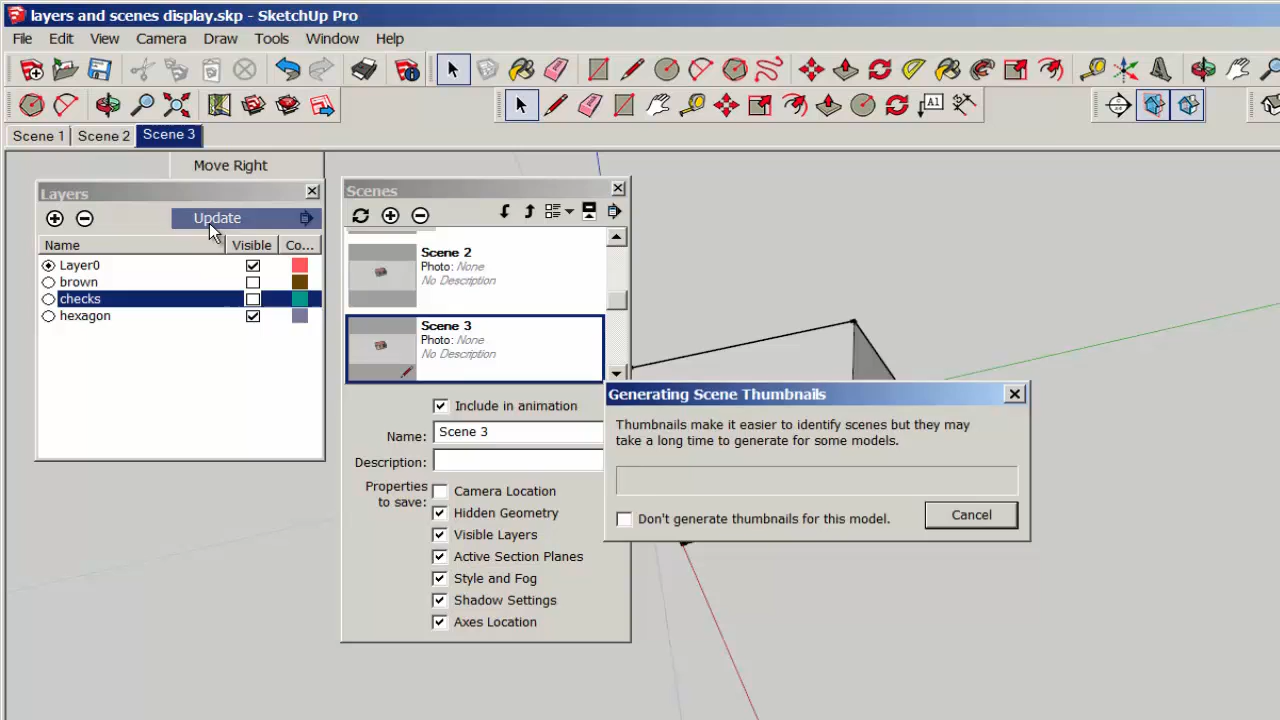 layers and scenes display.skp - SketchUp Pro
File Edit View Camera Draw Tools Window Help
A1
Scene 1 Scene 2 Scene 3
Move Right
Layers
Update
Name Visible Co...
Layer0
brown
checks
hexagon
Scenes
Scene 2
Photo: None
No Description
Scene 3
Photo: None
No Description
Include in animation
Name: Scene 3
Description:
Properties
to save:
Camera Location
Hidden Geometry
Visible Layers
Active Section Planes
Style and Fog
Shadow Settings
Axes Location
Generating Scene Thumbnails
Thumbnails make it easier to identify scenes but they may
take a long time to generate for some models.
Don't generate thumbnails for this model.
Cancel